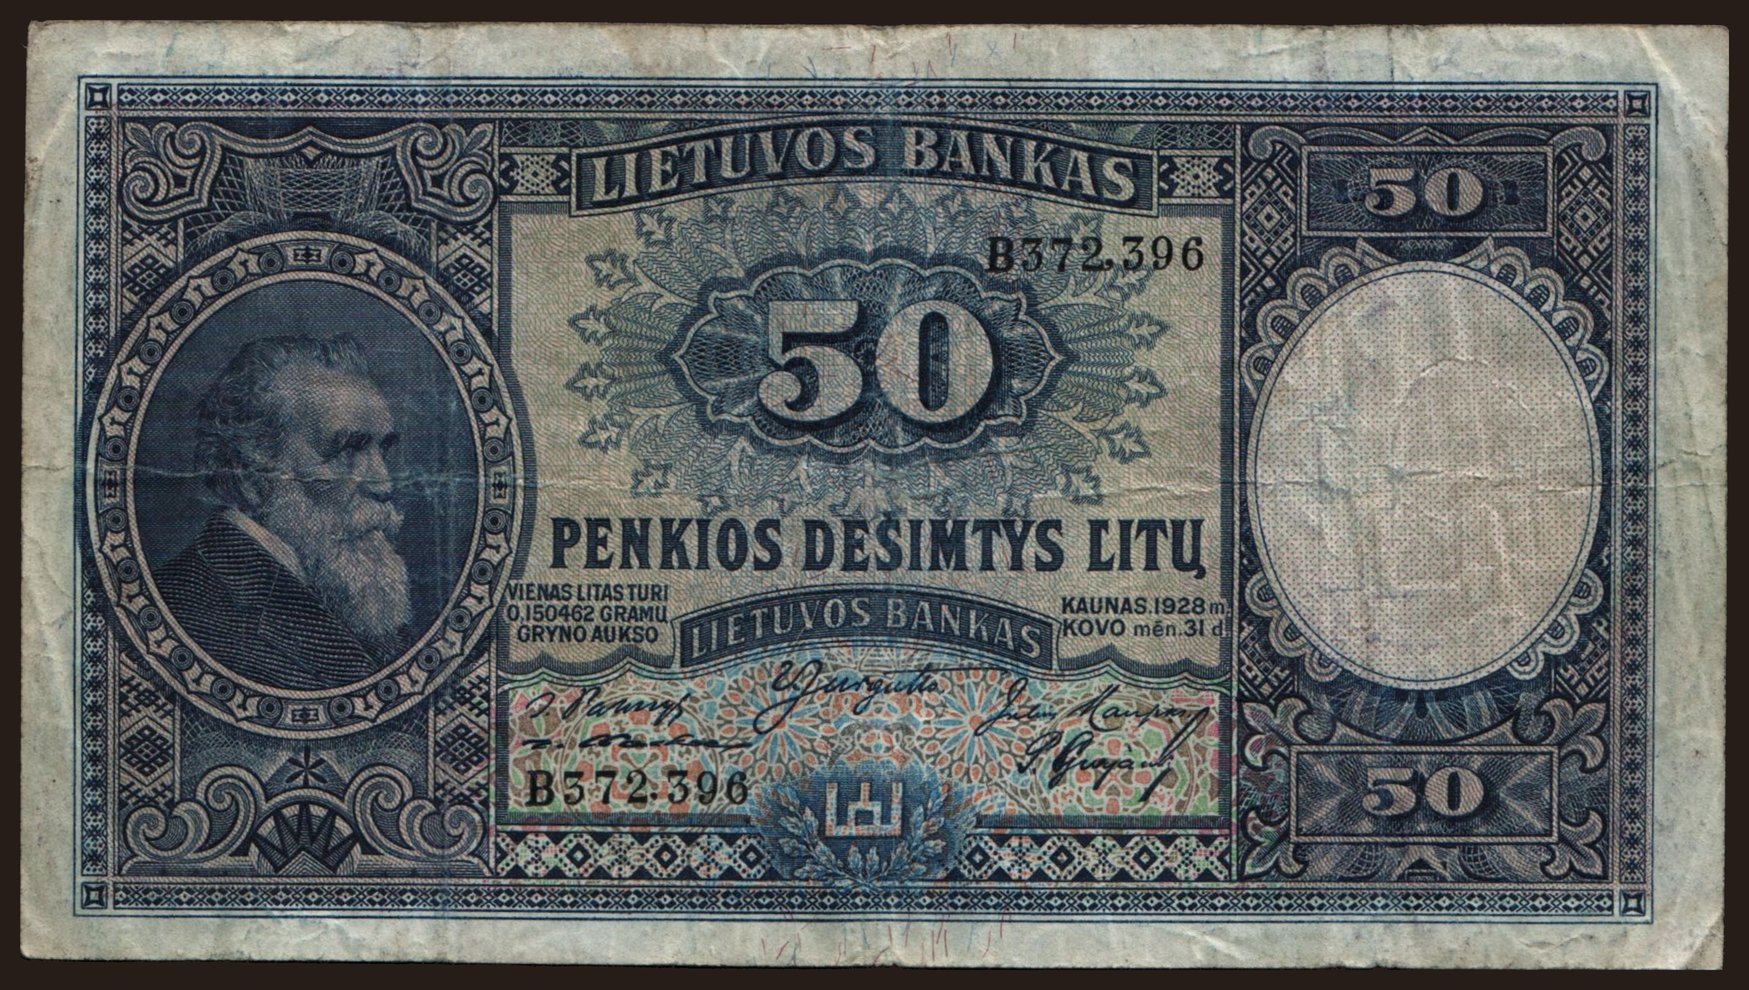 LIETUVOS BANKAS
50
B372.396
50
PENKIOS DEŠIMTYS LITŲ
VIENAS LITAS TURI
0,150462 GRAMŲ
GRYNO AUKSO
LIETUVOS BANKAS
KAUNAS.1928 m.
KOVO mėn.31 d.
B372.396
50